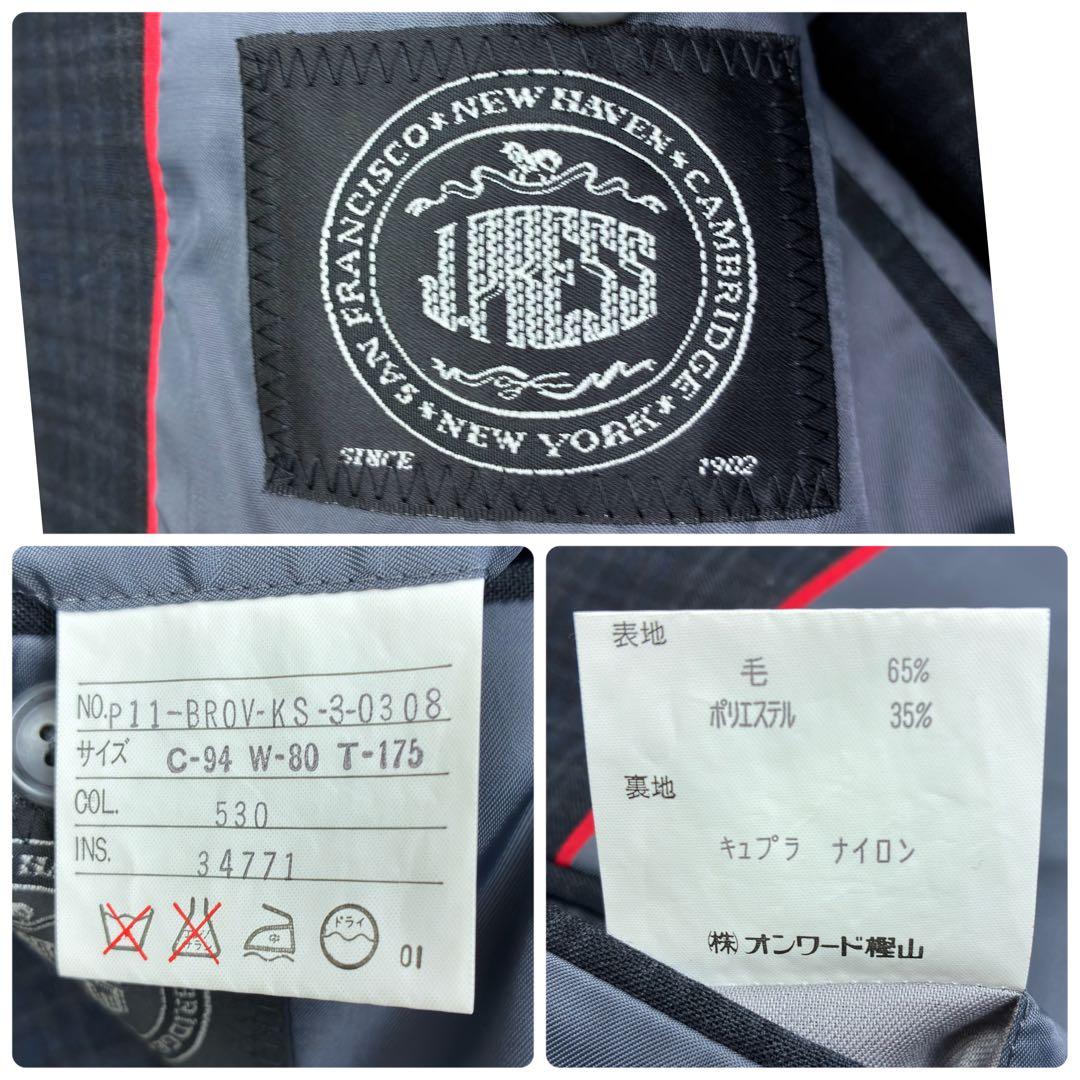 SAN FRANCISCO★NEW HAVEN★CAMBRIDGE★NEW YORK★
J.PRESS
SINCE 1902
NO.P11-BROV-KS-3-0308
サイズ C-94 W-80 T-175
COL. 530
INS. 34771
中
ドライ
01
BRIDGE
表地
毛 65%
ポリエステル 35%
裏地
キュプラ ナイロン
㈱オンワード樫山